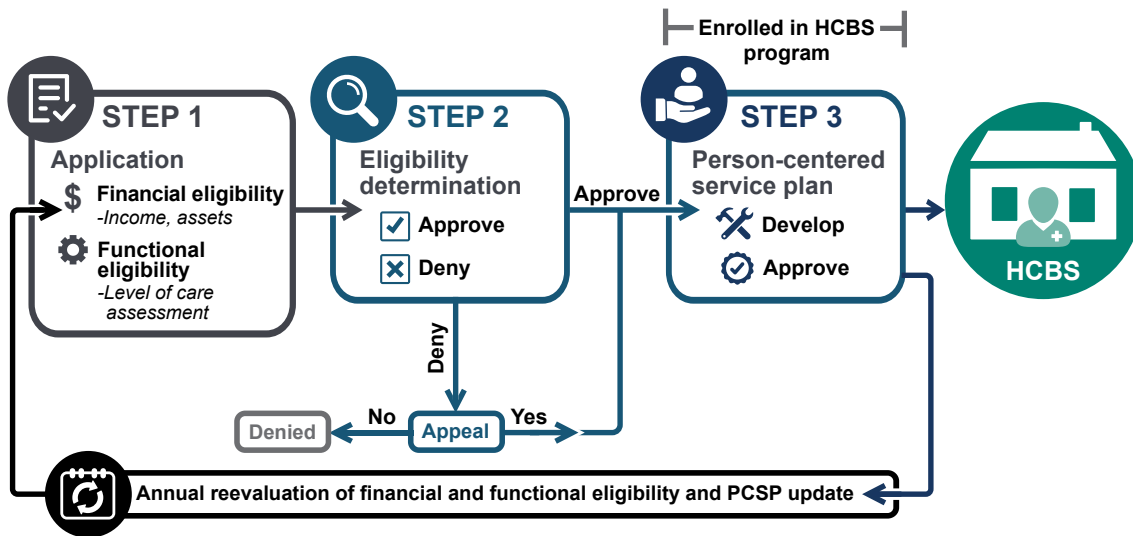 Enrolled in HCBS
program
STEP 1
Application
$ Financial eligibility
-Income, assets
Functional
eligibility
-Level of care
assessment
STEP 2
Eligibility
determination
Approve
Deny
Approve
STEP 3
Person-centered
service plan
Develop
Approve
HCBS
Deny
Denied
No
Appeal
Yes
Annual reevaluation of financial and functional eligibility and PCSP update